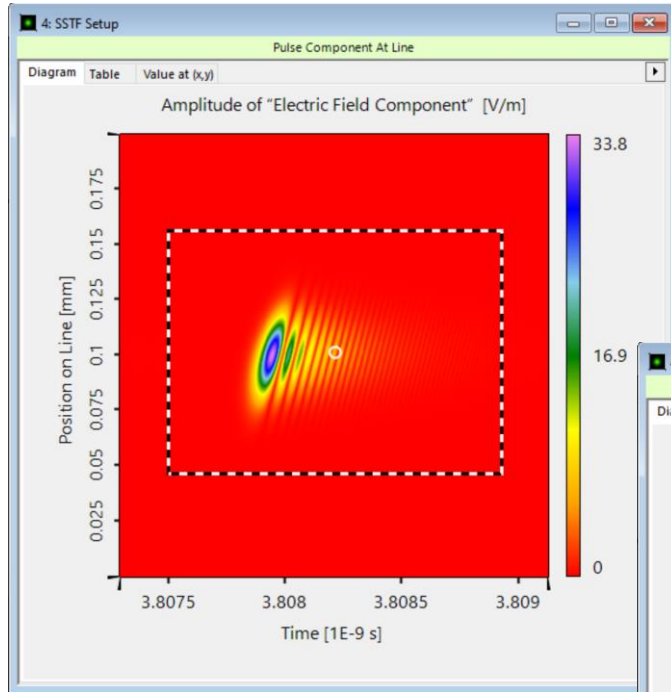 4: SSTF Setup
Pulse Component At Line
Diagram Table Value at (x,y)
Amplitude of "Electric Field Component" [V/m]
33.8
16.9
0
Position on Line [mm]
0.175
0.15
0.125
0.1
0.075
0.05
0.025
3.8075 3.808 3.8085 3.809
Time [1E-9 s]